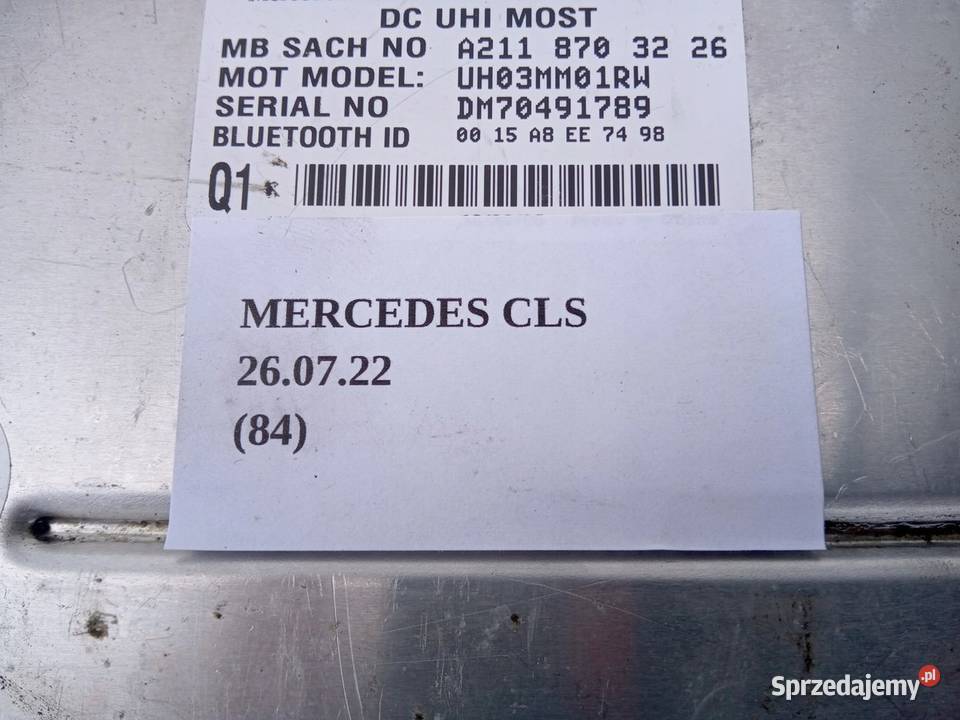 DC UHI MOST
MB SACH NO A211 870 32 26
MOT MODEL: UH03MM01RW
SERIAL NO DM70491789
BLUETOOTH ID 00 15 A8 EE 74 98
Q1
MERCEDES CLS
26.07.22
(84)
Sprzedajemy.pl